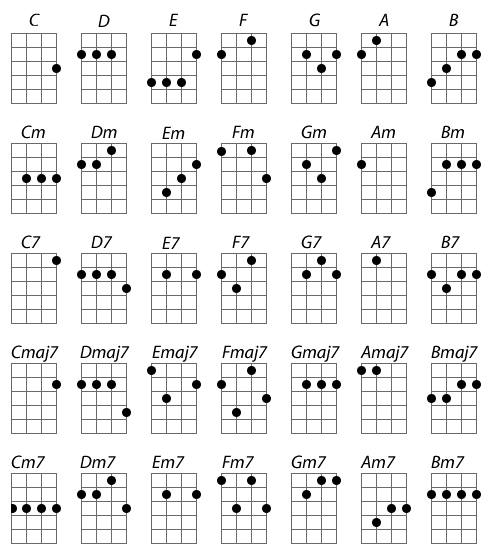 C D E F G A B
Cm Dm Em Fm Gm Am Bm
C7 D7 E7 F7 G7 A7 B7
Cmaj7 Dmaj7 Emaj7 Fmaj7 Gmaj7 Amaj7 Bmaj7
Cm7 Dm7 Em7 Fm7 Gm7 Am7 Bm7